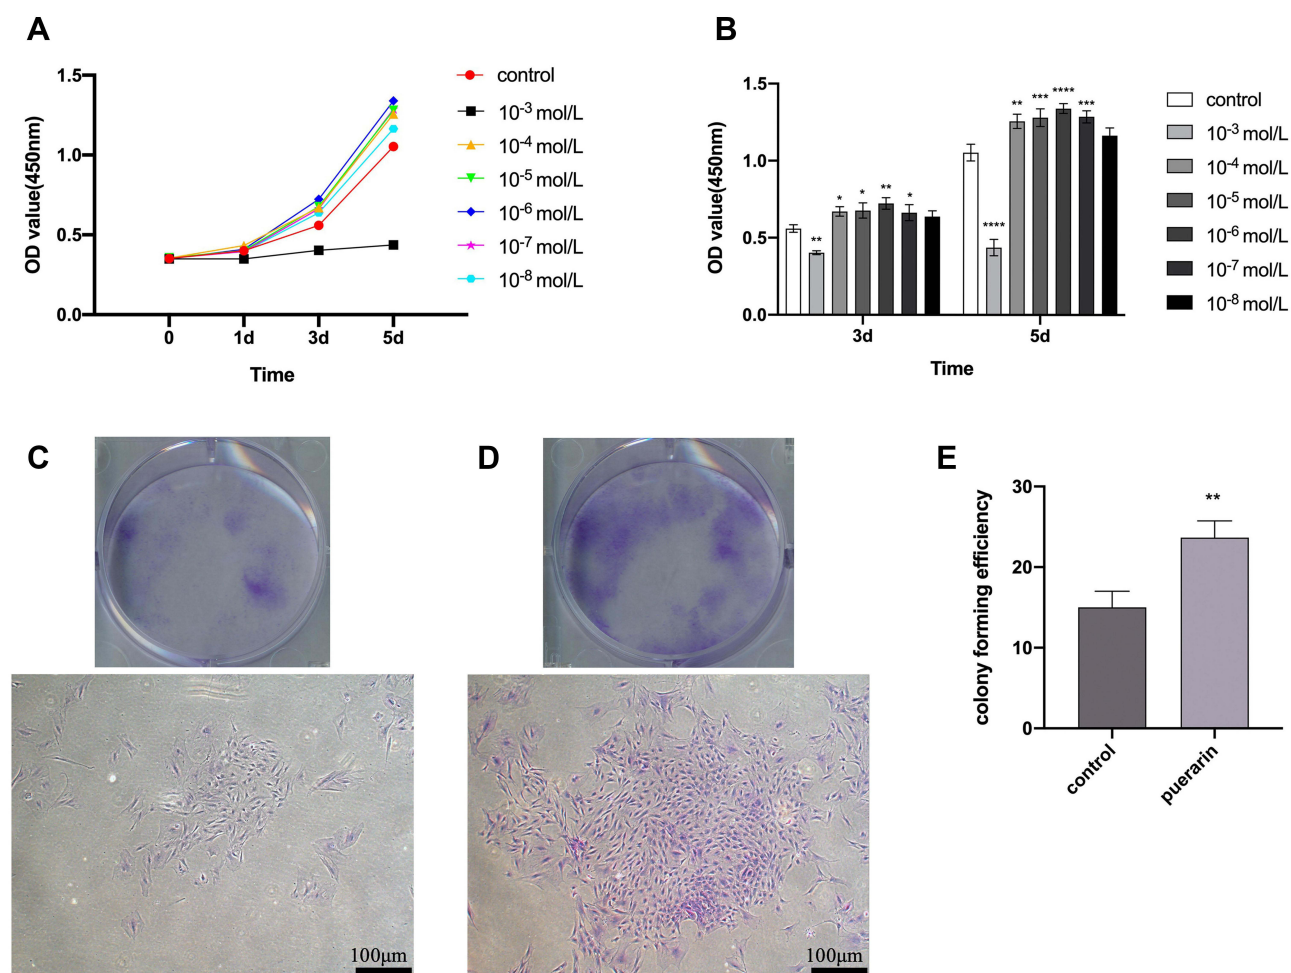 A
1.5
1.0
0.5
0.0
OD value(450nm)
0 1d 3d 5d
Time
control
10-3 mol/L
10-4 mol/L
10-5 mol/L
10-6 mol/L
10-7 mol/L
10-8 mol/L
B
1.5
1.0
0.5
0.0
OD value(450nm)
** * * ** *
**** ** *** **** ***
3d 5d
Time
control
10-3 mol/L
10-4 mol/L
10-5 mol/L
10-6 mol/L
10-7 mol/L
10-8 mol/L
C
100μm
D
100μm
E
30
20
10
0
colony forming efficiency
**
control
puerarin